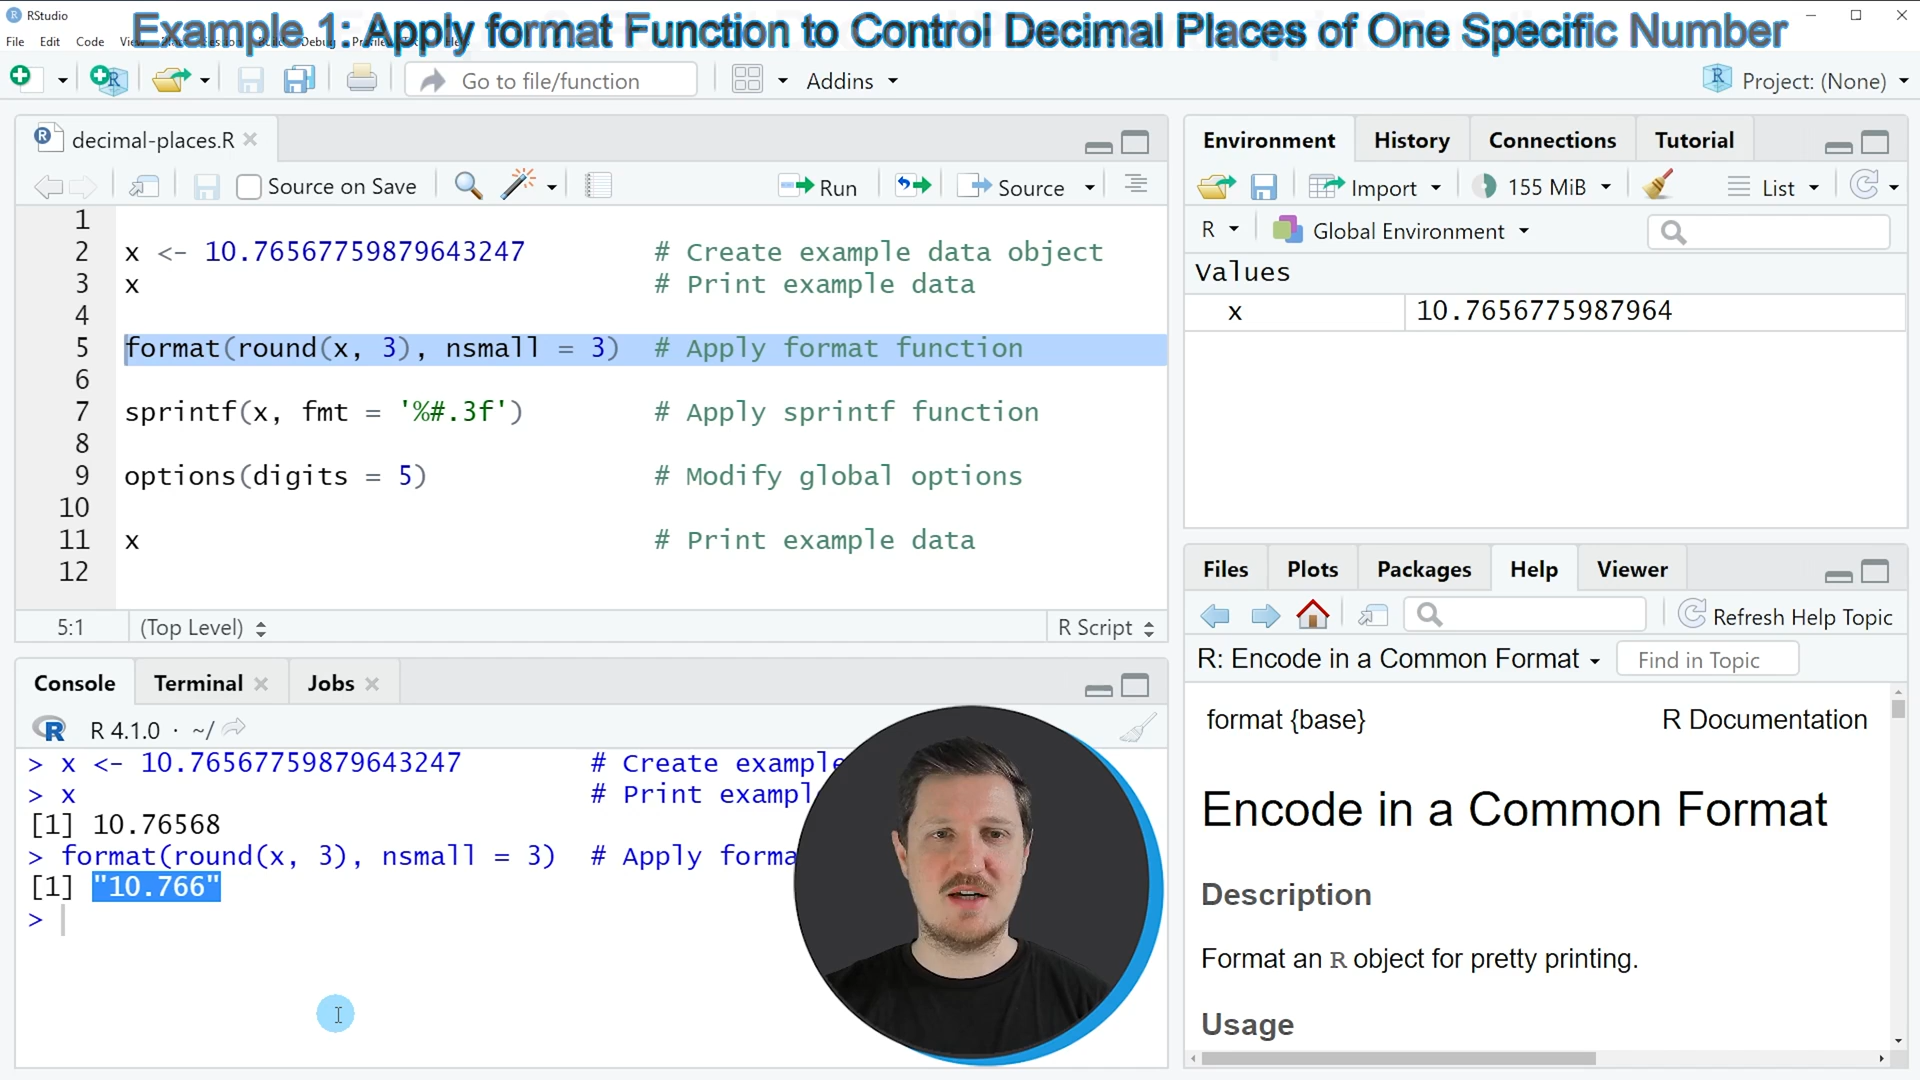 RStudio
Example 1: Apply format Function to Control Decimal Places of One Specific Number
File Edit Code
Go to file/function
Addins
Project: (None)
decimal-places.R
Source on Save
Run
Source
1
2 x <- 10.76567759879643247 # Create example data object
3 x # Print example data
4
5 format(round(x, 3), nsmall = 3) # Apply format function
6
7 sprintf(x, fmt = '%#.3f') # Apply sprintf function
8
9 options(digits = 5) # Modify global options
10
11 x # Print example data
12
5:1 (Top Level) R Script
Console Terminal Jobs
R 4.1.0 · ~/
> x <- 10.76567759879643247 # Create example
> x # Print exampl
[1] 10.76568
> format(round(x, 3), nsmall = 3) # Apply forma
[1] "10.766"
>
Environment History Connections Tutorial
Import 155 MiB List
R Global Environment
Values
x 10.7656775987964
Files Plots Packages Help Viewer
Refresh Help Topic
R: Encode in a Common Format Find in Topic
format {base} R Documentation
Encode in a Common Format
Description
Format an R object for pretty printing.
Usage